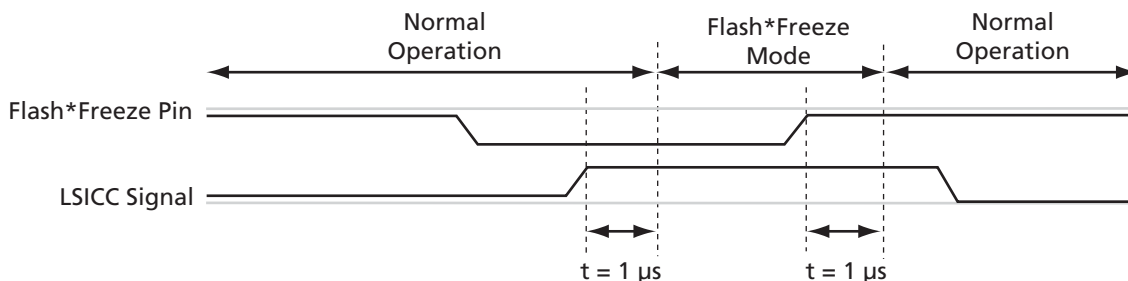 Normal
Operation
Flash*Freeze
Mode
Normal
Operation
Flash*Freeze Pin
LSICC Signal
t = 1 µs
t = 1 µs